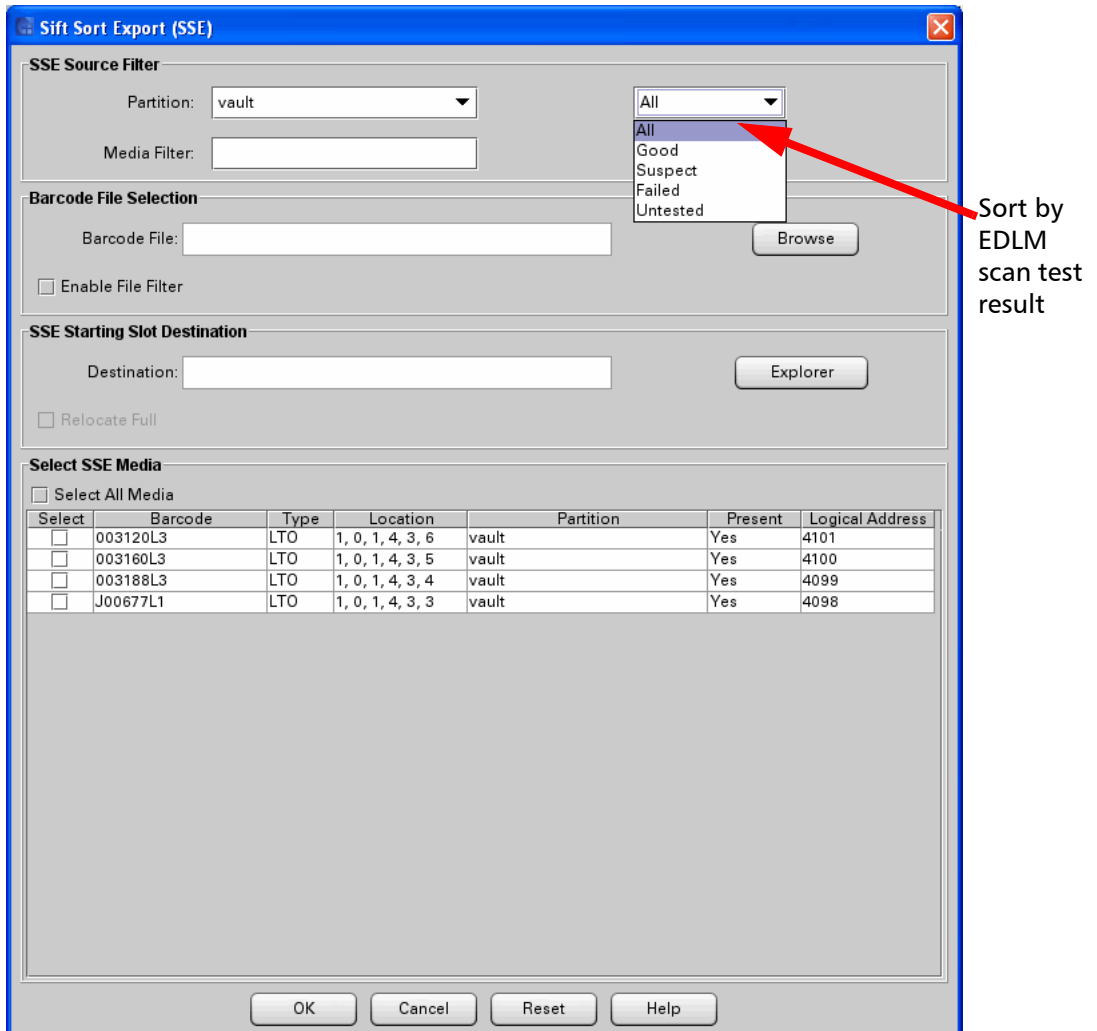 Sift Sort Export (SSE)
SSE Source Filter
Partition: vault All
All
Good
Suspect
Failed
Untested
Media Filter:
Sort by
EDLM
scan test
result
Barcode File Selection
Barcode File: Browse
Enable File Filter
SSE Starting Slot Destination
Destination: Explorer
Relocate Full
Select SSE Media
Select All Media
Select Barcode Type Location Partition Present Logical Address
003120L3 LTO 1, 0, 1, 4, 3, 6 vault Yes 4101
003160L3 LTO 1, 0, 1, 4, 3, 5 vault Yes 4100
003188L3 LTO 1, 0, 1, 4, 3, 4 vault Yes 4099
J00677L1 LTO 1, 0, 1, 4, 3, 3 vault Yes 4098
OK Cancel Reset Help